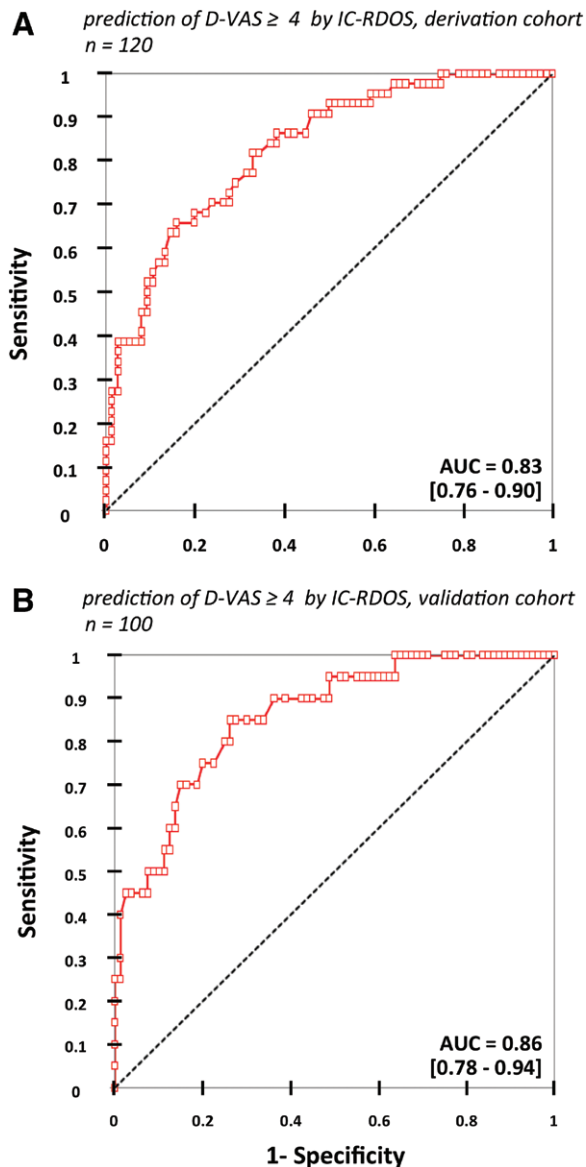 A
prediction of D-VAS ≥ 4 by IC-RDOS, derivation cohort
n = 120
1
0.9
0.8
0.7
0.6
0.5
0.4
0.3
0.2
0.1
0
Sensitivity
AUC = 0.83
[0.76 - 0.90]
0 0.2 0.4 0.6 0.8 1
B
prediction of D-VAS ≥ 4 by IC-RDOS, validation cohort
n = 100
1
0.9
0.8
0.7
0.6
0.5
0.4
0.3
0.2
0.1
0
Sensitivity
AUC = 0.86
[0.78 - 0.94]
0 0.2 0.4 0.6 0.8 1
1- Specificity